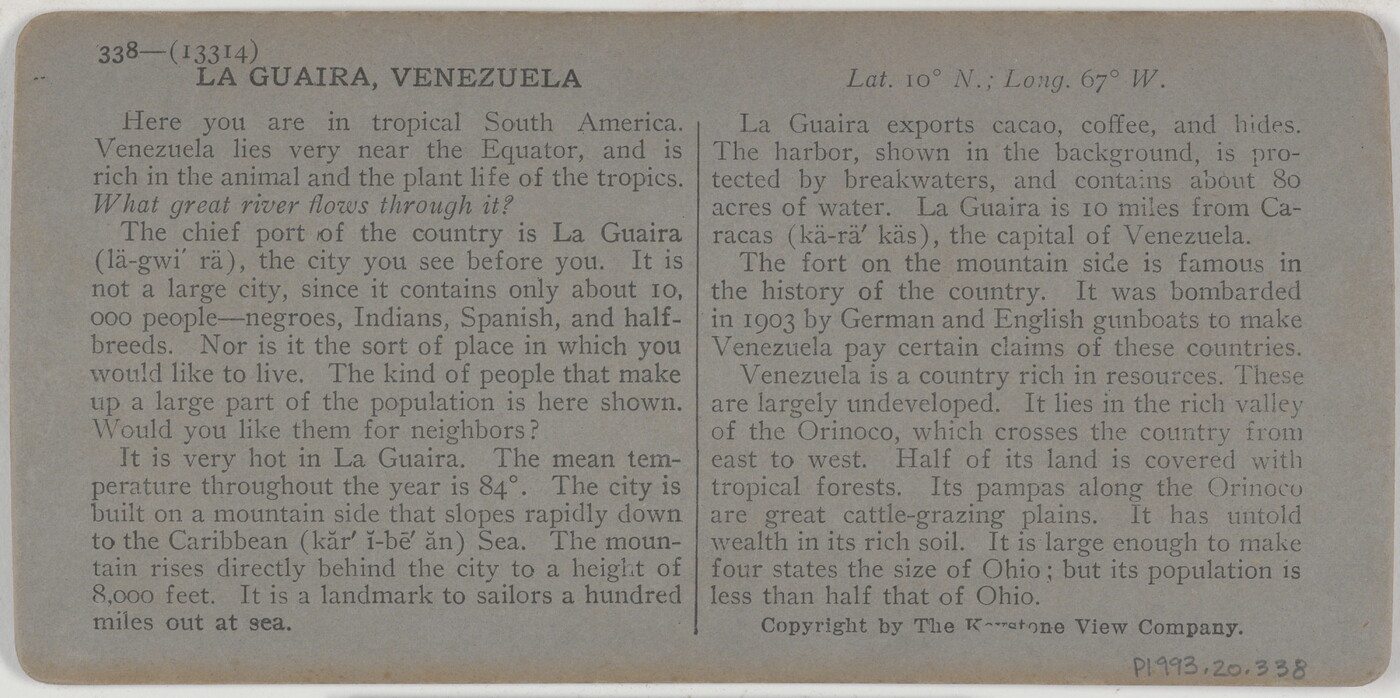 338—(13314)
LA GUAIRA, VENEZUELA
Here you are in tropical South America.
Venezuela lies very near the Equator, and is
rich in the animal and the plant life of the tropics.
What great river flows through it?
The chief port of the country is La Guaira
(lä-gwi′ rä), the city you see before you. It is
not a large city, since it contains only about 10,
000 people—negroes, Indians, Spanish, and half-
breeds. Nor is it the sort of place in which you
would like to live. The kind of people that make
up a large part of the population is here shown.
Would you like them for neighbors?
It is very hot in La Guaira. The mean tem-
perature throughout the year is 84°. The city is
built on a mountain side that slopes rapidly down
to the Caribbean (kăr′ ĭ-bē′ ăn) Sea. The moun-
tain rises directly behind the city to a height of
8,000 feet. It is a landmark to sailors a hundred
miles out at sea.
Lat. 10° N.; Long. 67° W.
La Guaira exports cacao, coffee, and hides.
The harbor, shown in the background, is pro-
tected by breakwaters, and contains about 80
acres of water. La Guaira is 10 miles from Ca-
racas (kä-rä′ käs), the capital of Venezuela.
The fort on the mountain side is famous in
the history of the country. It was bombarded
in 1903 by German and English gunboats to make
Venezuela pay certain claims of these countries.
Venezuela is a country rich in resources. These
are largely undeveloped. It lies in the rich valley
of the Orinoco, which crosses the country from
east to west. Half of its land is covered with
tropical forests. Its pampas along the Orinoco
are great cattle-grazing plains. It has untold
wealth in its rich soil. It is large enough to make
four states the size of Ohio; but its population is
less than half that of Ohio.
Copyright by The Keystone View Company.
P1993.20.338